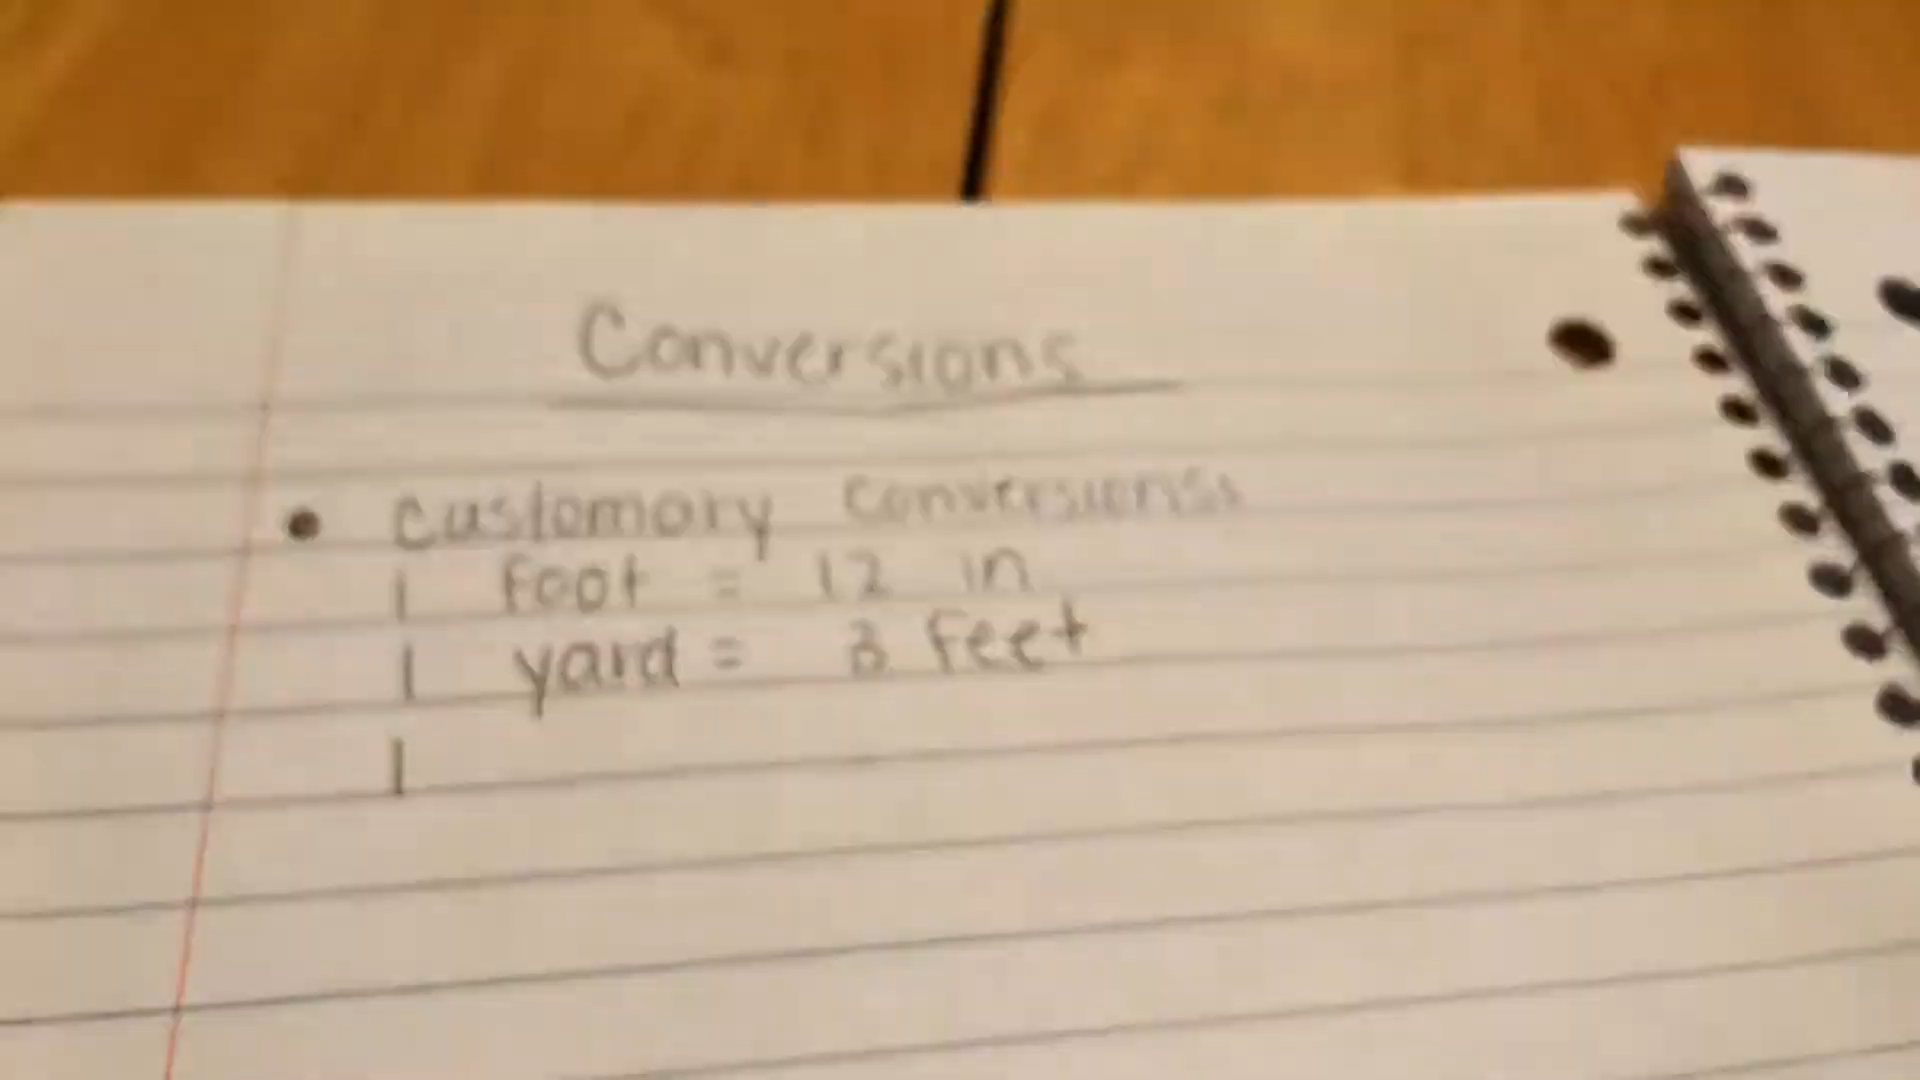 Conversions
• Customary Conversions:
1 Foot = 12 in
1 yard = 3 Feet
1